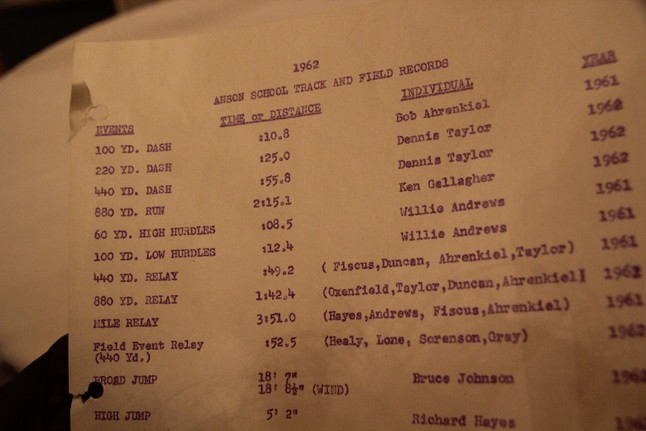 1962
ANSON SCHOOL TRACK AND FIELD RECORDS
EVENTS TIME or DISTANCE INDIVIDUAL YEAR
100 YD. DASH :10.8 Bob Ahrenkiel 1961
220 YD. DASH :25.0 Dennis Taylor 1962
440 YD. DASH :55.8 Dennis Taylor 1962
880 YD. RUN 2:15.1 Ken Gallagher 1962
60 YD. HIGH HURDLES :08.5 Willie Andrews 1961
100 YD. LOW HURDLES :12.4 Willie Andrews 1961
440 YD. RELAY :49.2 ( Fiscus,Duncan, Ahrenkiel,Taylor) 1961
880 YD. RELAY 1:42.4 (Oxenfield,Taylor,Duncan,Ahrenkiel) 1962
MILE RELAY 3:51.0 (Hayes,Andrews, Fiscus,Ahrenkiel) 1961
Field Event Relay :52.5 (Healy, Lone, Sorenson,Gray) 1962
(440 Yd.)
BROAD JUMP 18' 7" Bruce Johnson 1962
18' 8½" (WIND)
HIGH JUMP 5' 2" Richard Hayes